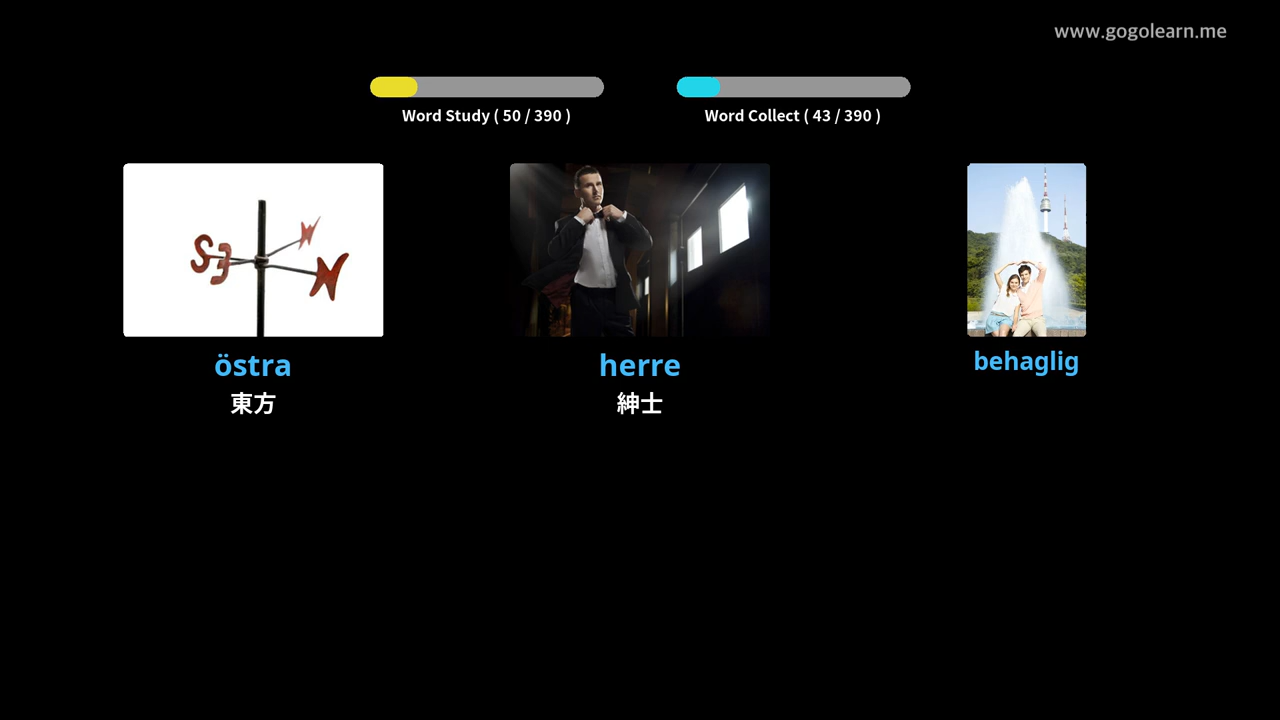 www.gogolearn.me
Word Study ( 50 / 390 )
Word Collect ( 43 / 390 )
S E N W
östra
東方
herre
紳士
behaglig